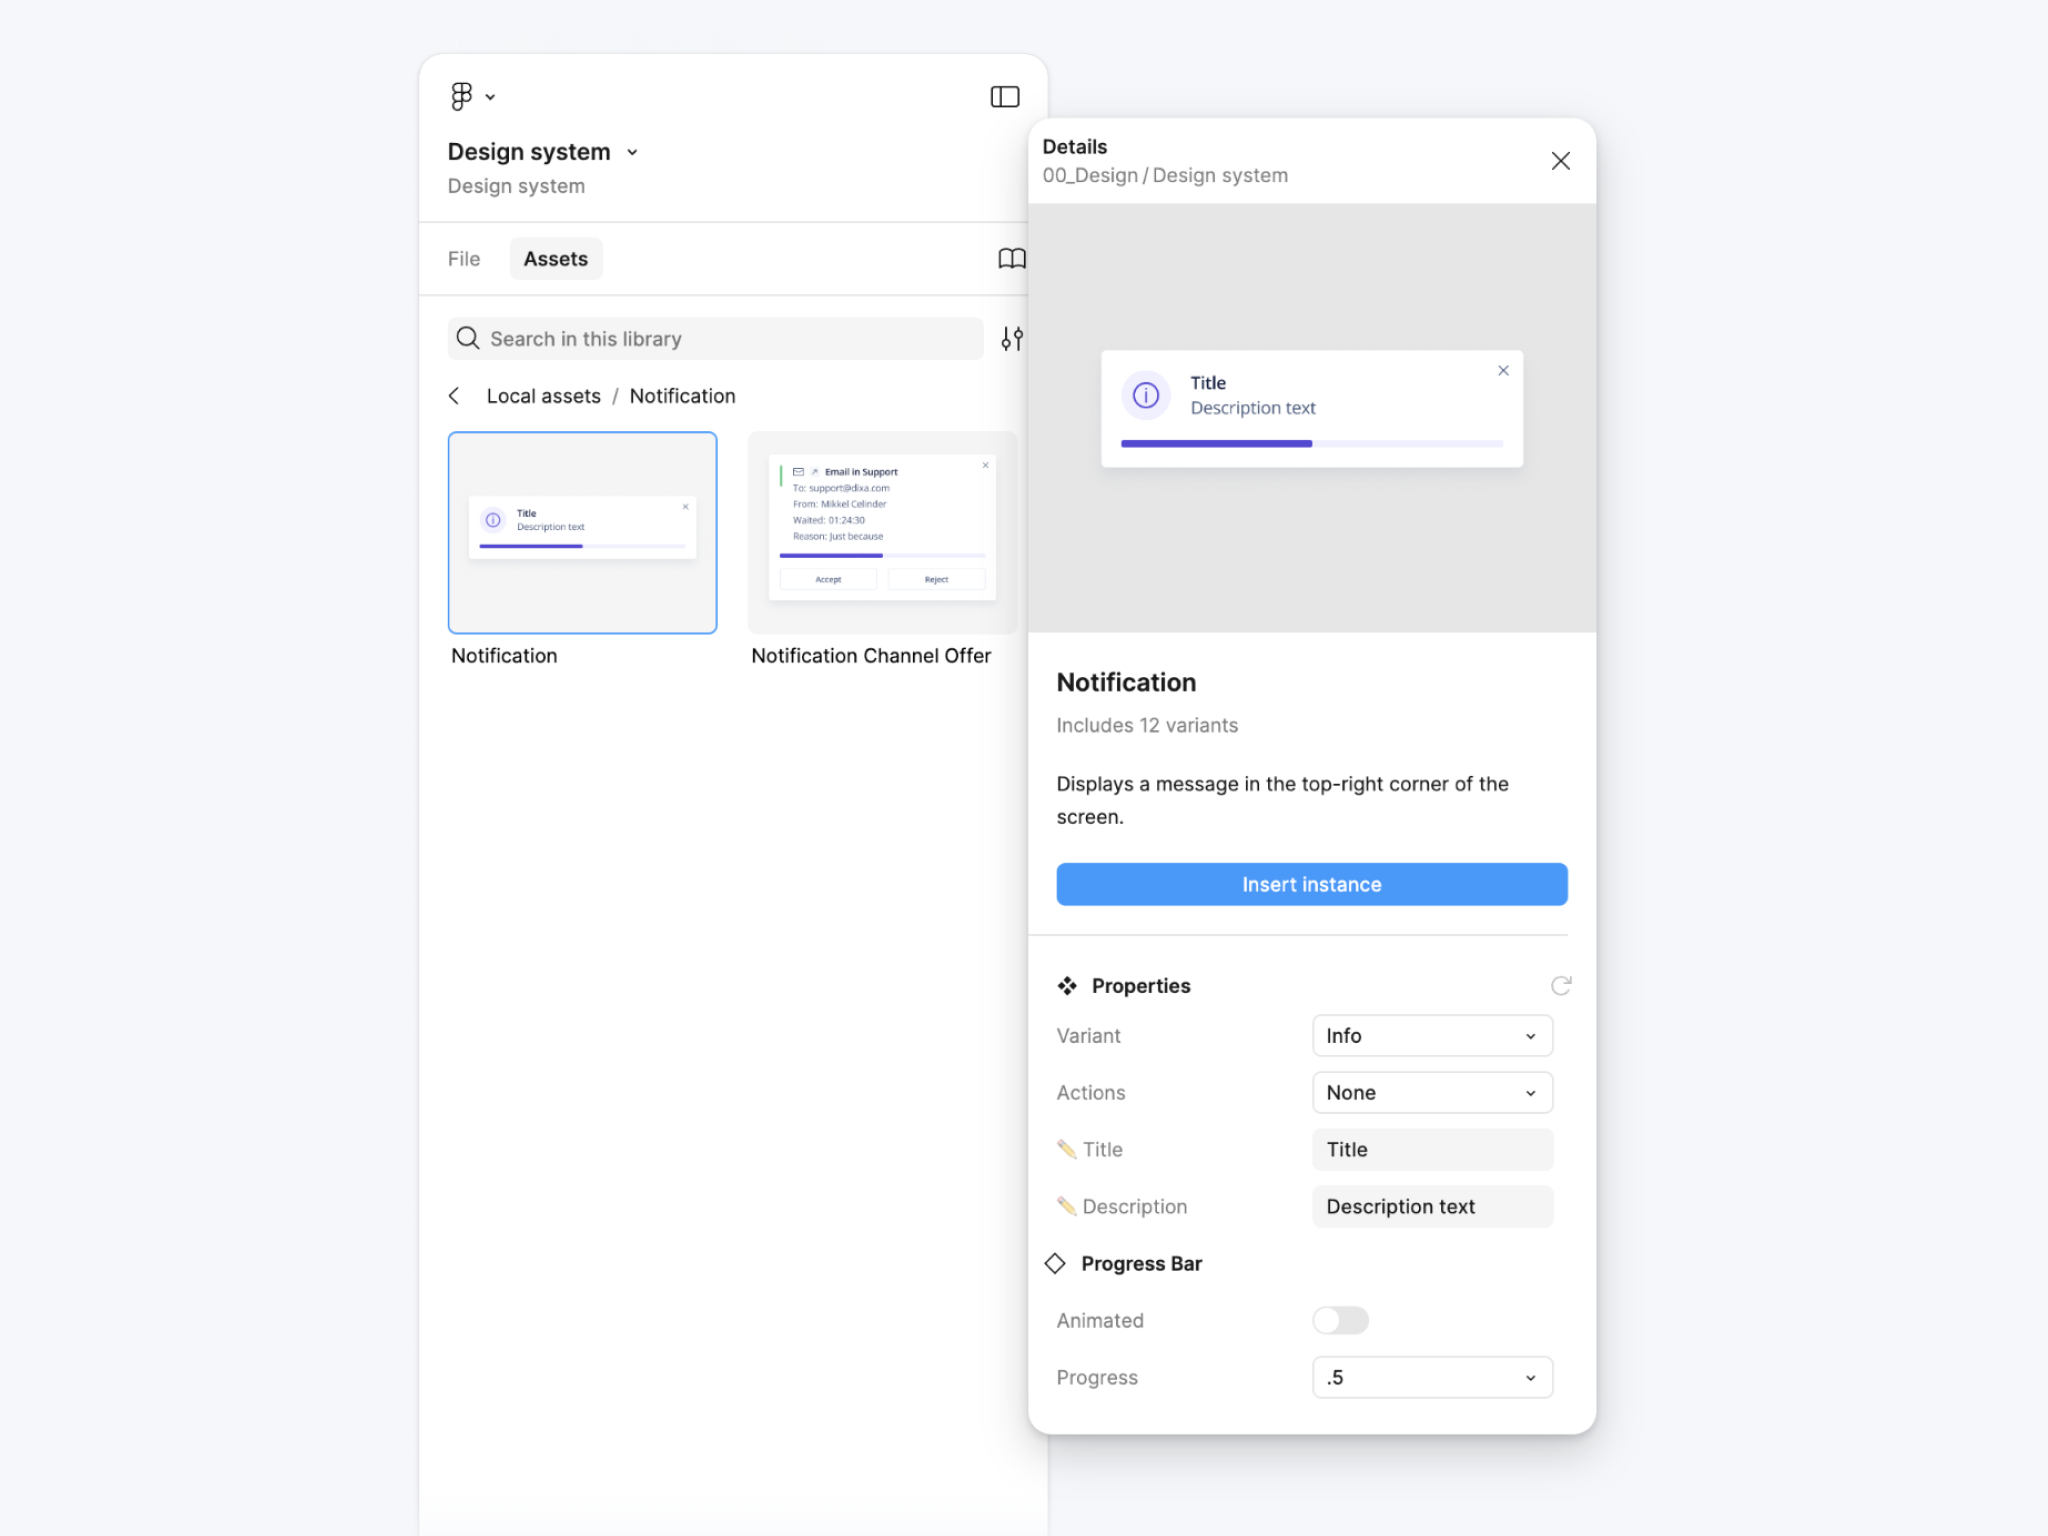 Design system
Design system
File
Assets
Search in this library
Local assets / Notification
Title
Description text
Notification
Email in Support
To: support@dixa.com
From: Mikkel Celinder
Waited: 01:24:30
Reason: Just because
Accept
Reject
Notification Channel Offer
Details
00_Design / Design system
Title
Description text
Notification
Includes 12 variants
Displays a message in the top-right corner of the
screen.
Insert instance
Properties
Variant
Info
Actions
None
Title
Title
Description
Description text
Progress Bar
Animated
Progress
.5